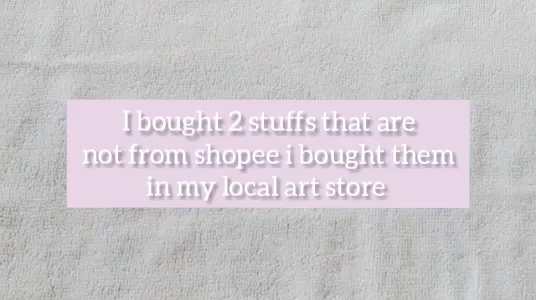 I bought 2 stuffs that are
not from shopee i bought them
in my local art store